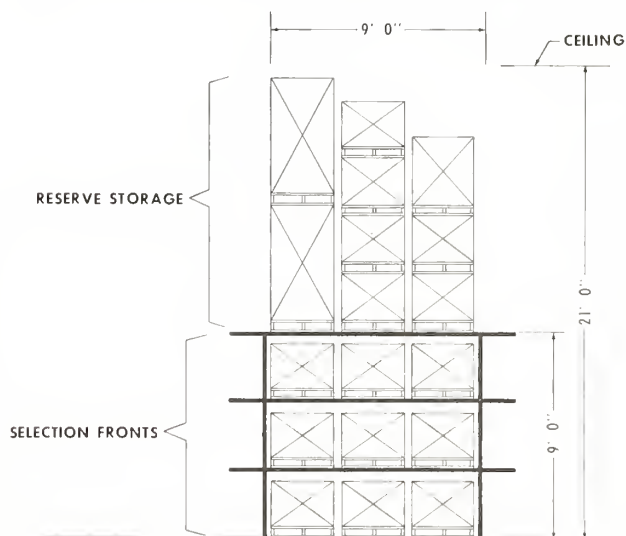 9' 0"
CEILING
RESERVE STORAGE
21' 0"
SELECTION FRONTS
9' 0"